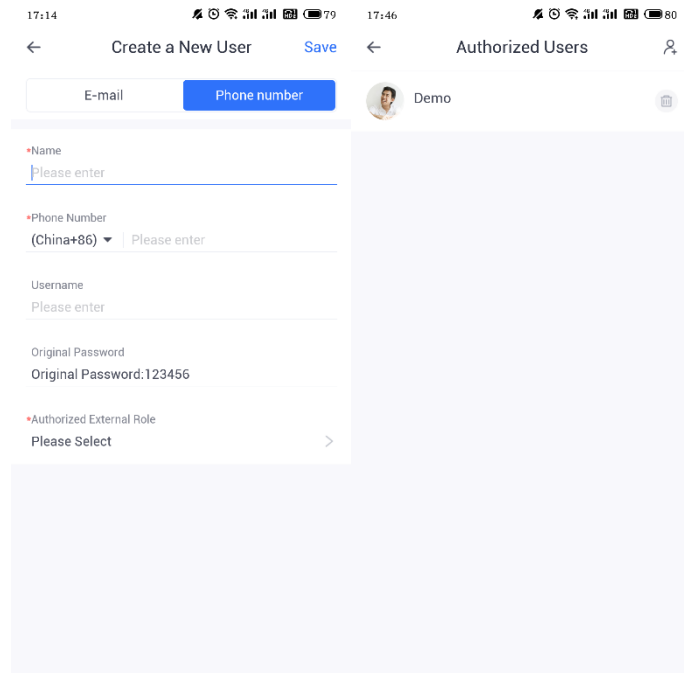 17:14
79
Create a New User
Save
E-mail
Phone number
*Name
Please enter
*Phone Number
(China+86)
Please enter
Username
Please enter
Original Password
Original Password:123456
*Authorized External Role
Please Select
17:46
80
Authorized Users
Demo